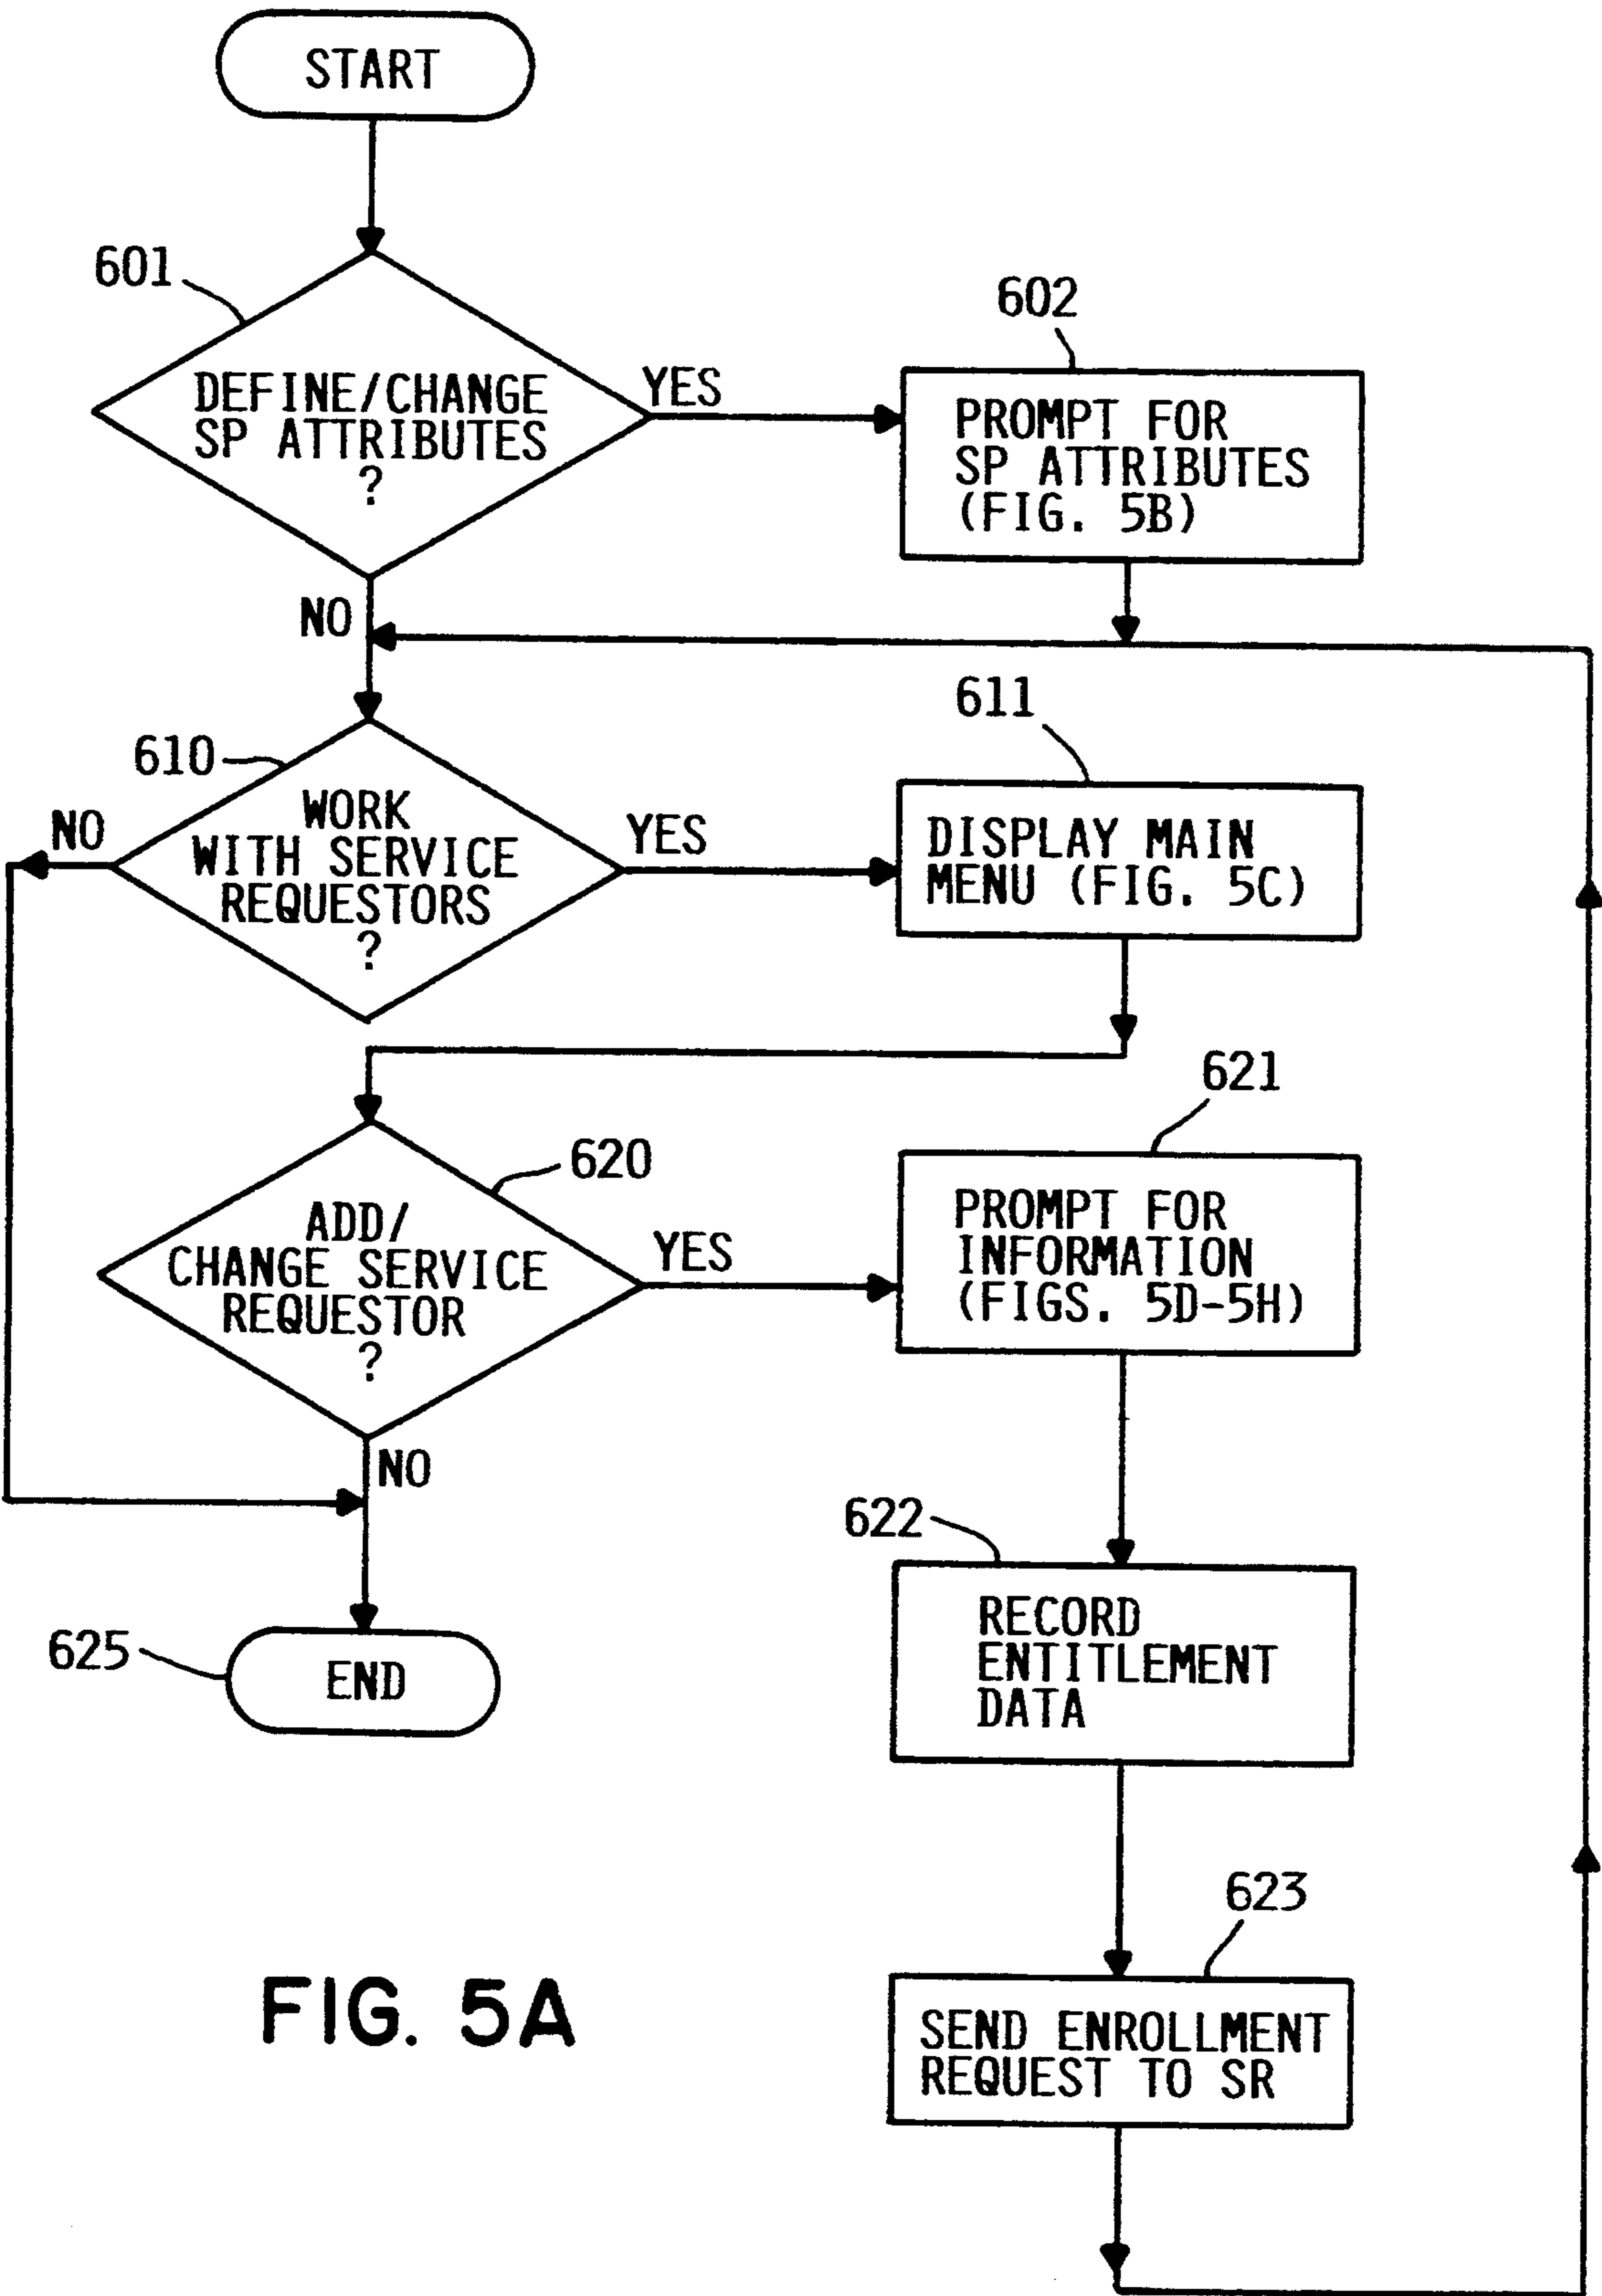 START
601
DEFINE/CHANGE
SP ATTRIBUTES
?
YES
602
PROMPT FOR
SP ATTRIBUTES
(FIG. 5B)
NO
610
WORK
WITH SERVICE
REQUESTORS
?
NO
YES
611
DISPLAY MAIN
MENU (FIG. 5C)
620
ADD/
CHANGE SERVICE
REQUESTOR
?
YES
621
PROMPT FOR
INFORMATION
(FIGS. 5D-5H)
NO
622
RECORD
ENTITLEMENT
DATA
625
END
623
SEND ENROLLMENT
REQUEST TO SR
FIG. 5A